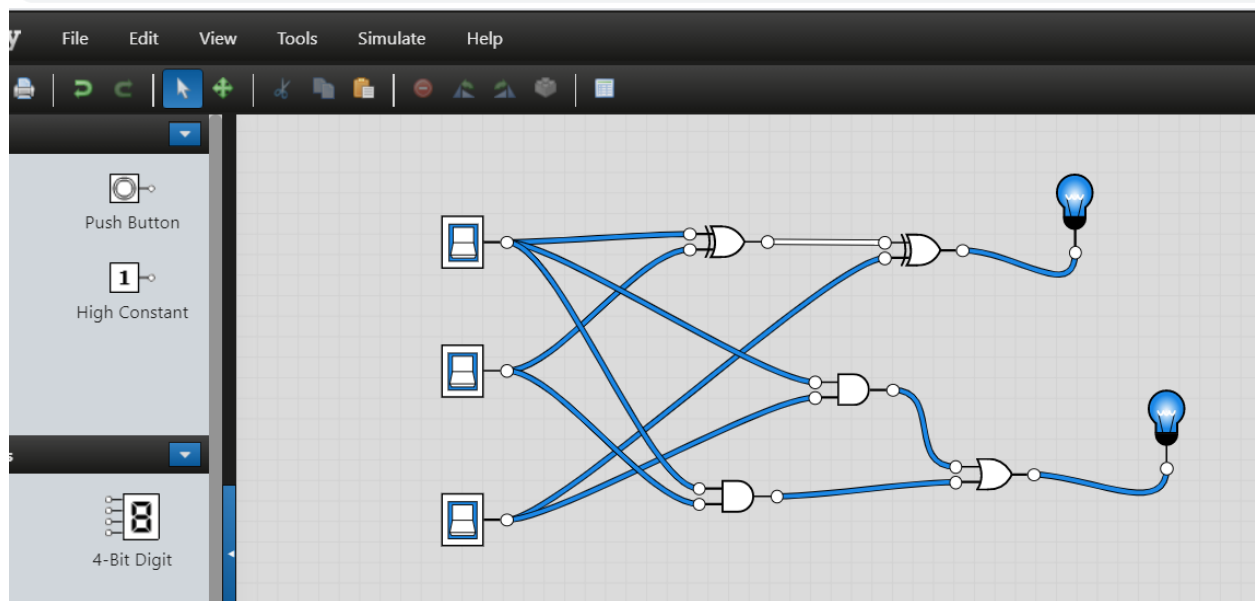 y File Edit View Tools Simulate Help
Push Button
1
High Constant
s
8
4-Bit Digit